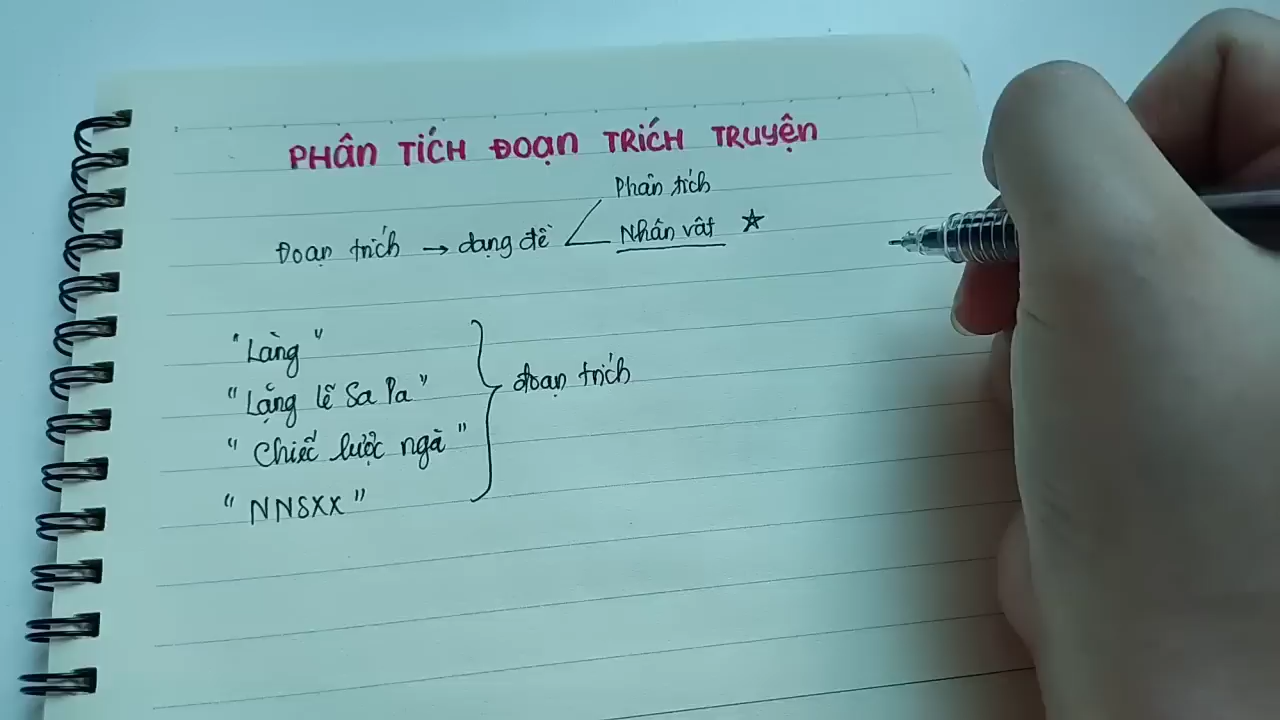 PHÂN TÍCH ĐOẠN TRÍCH TRUYỆN
Phân tích
Đoạn trích → dạng đề
Nhân vật ☆
"Làng"
"Lặng lẽ Sa Pa"
đoạn trích
"Chiếc lược ngà"
"NNSXX"